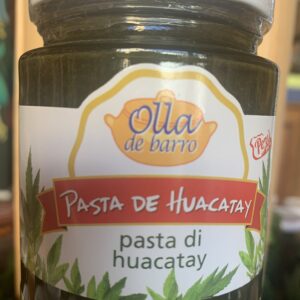 Olla
de barro
PASTA DE HUACATAY
pasta di
huacatay